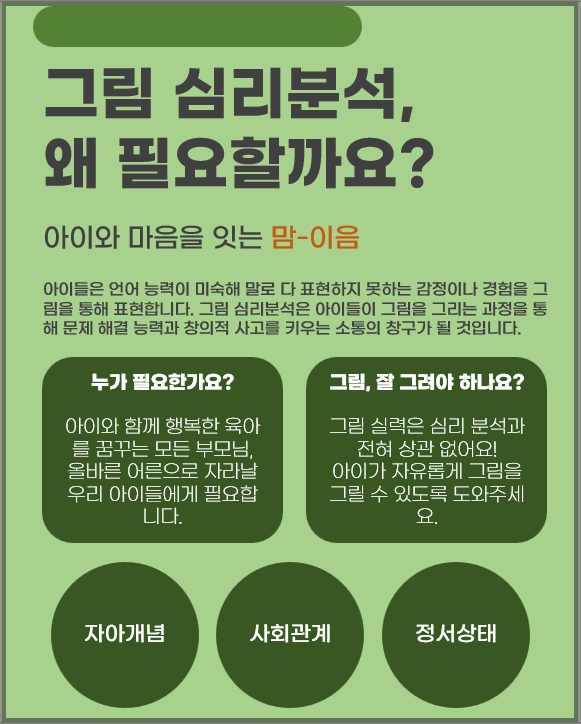 그림 심리분석,
왜 필요할까요?
아이와 마음을 잇는 맘-이음
아이들은 언어 능력이 미숙해 말로 다 표현하지 못하는 감정이나 경험을 그
림을 통해 표현합니다. 그림 심리분석은 아이들이 그림을 그리는 과정을 통
해 문제 해결 능력과 창의적 사고를 키우는 소통의 창구가 될 것입니다.
누가 필요한가요?
아이와 함께 행복한 육아
를 꿈꾸는 모든 부모님,
올바른 어른으로 자라날
우리 아이들에게 필요합
니다.
그림, 잘 그려야 하나요?
그림 실력은 심리 분석과
전혀 상관 없어요!
아이가 자유롭게 그림을
그릴 수 있도록 도와주세
요.
자아개념
사회관계
정서상태